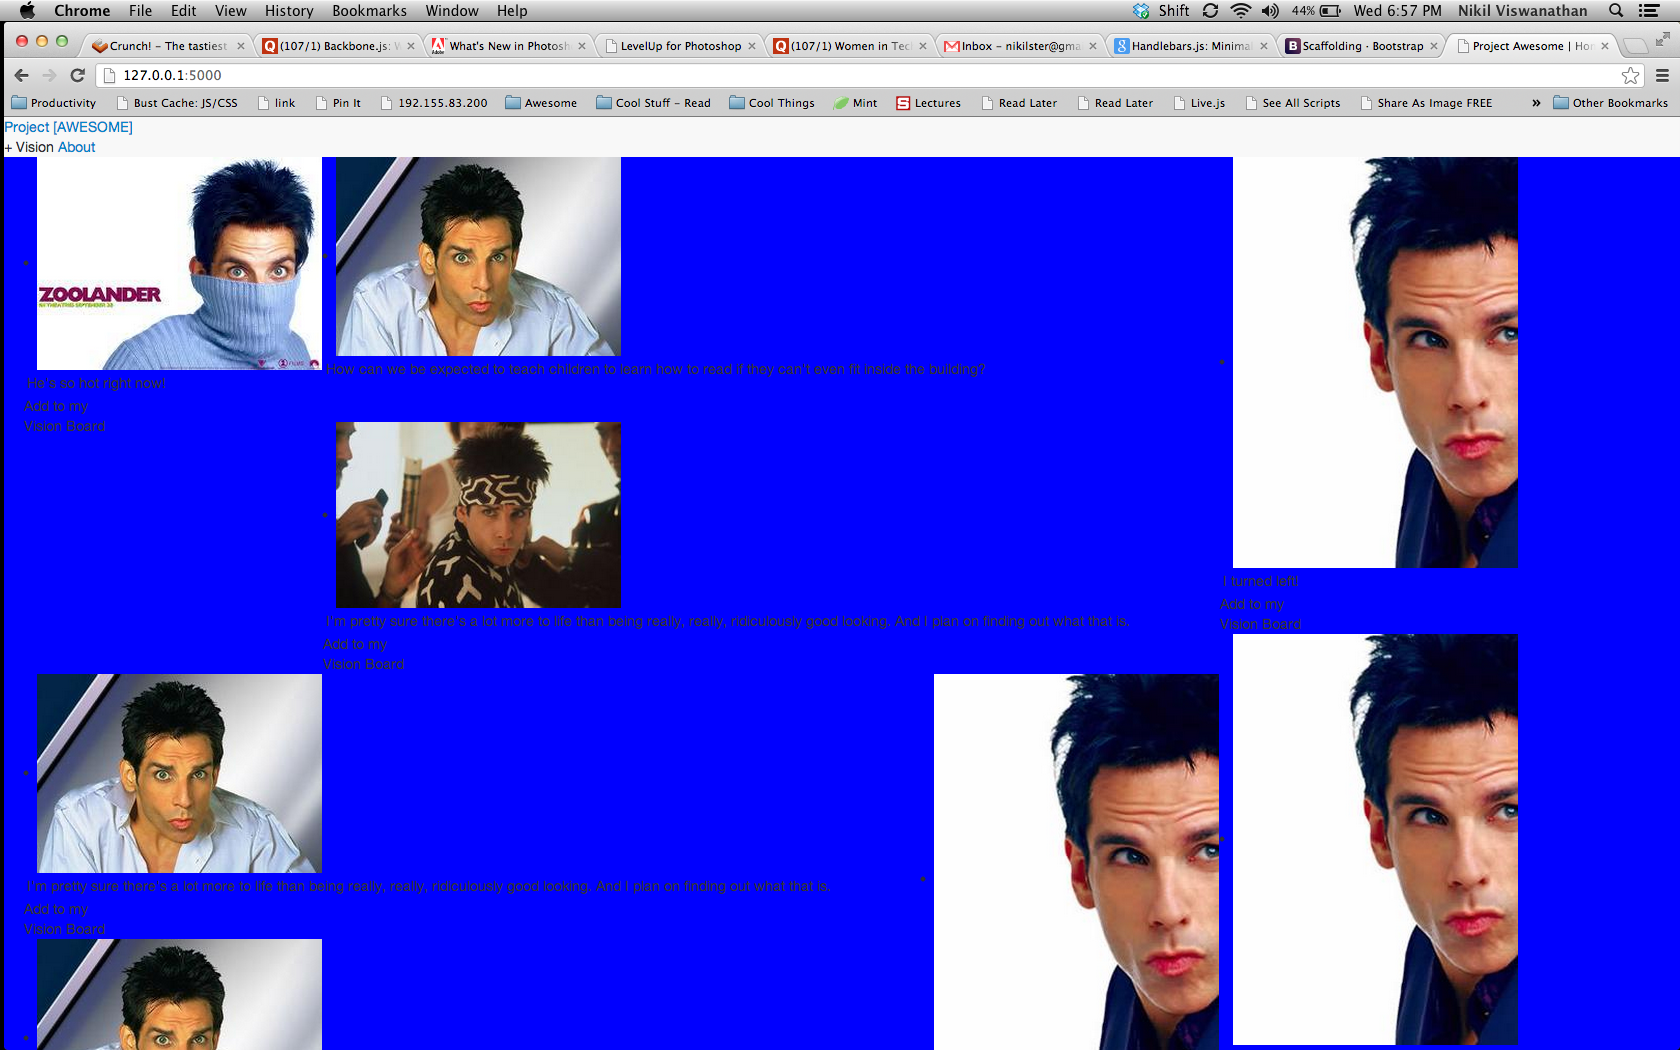 Chrome File Edit View History Bookmarks Window Help Shift 44% Wed 6:57 PM Nikil Viswanathan
Crunch! – The tastiest (107/1) Backbone.js: What's New in Photosh LevelUp for Photoshop (107/1) Women in Tec Inbox – nikilster@gma Handlebars.js: Minimal Scaffolding · Bootstrap Project Awesome | Ho
127.0.0.1:5000
Productivity Bust Cache: JS/CSS link Pin It 192.155.83.200 Awesome Cool Stuff – Read Cool Things Mint Lectures Read Later Read Later Live.js See All Scripts Share As Image FREE » Other Bookmarks
Project [AWESOME]
+ Vision About
ZOOLANDER
He's so hot right now!
Add to my
Vision Board
How can we be expected to teach children to learn how to read if they can't even fit inside the building?
I'm pretty sure there's a lot more to life than being really, really, ridiculously good looking. And I plan on finding out what that is.
Add to my
Vision Board
I turned left!
Add to my
Vision Board
I'm pretty sure there's a lot more to life than being really, really, ridiculously good looking. And I plan on finding out what that is.
Add to my
Vision Board